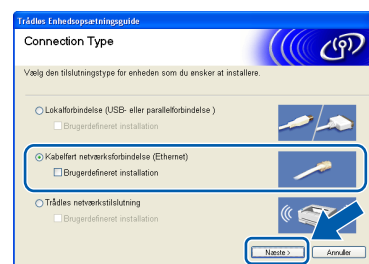 Trådløs Enhedsopsætningsguide
Connection Type
Vælg den tilslutningstype for enheden som du ønsker at installere.
Lokalforbindelse (USB- eller parallelforbindelse )
Brugerdefineret installation
Kabelført netværksforbindelse (Ethernet)
Brugerdefineret installation
Trådløs netværkstilslutning
Brugerdefineret installation
Næste > Annuller